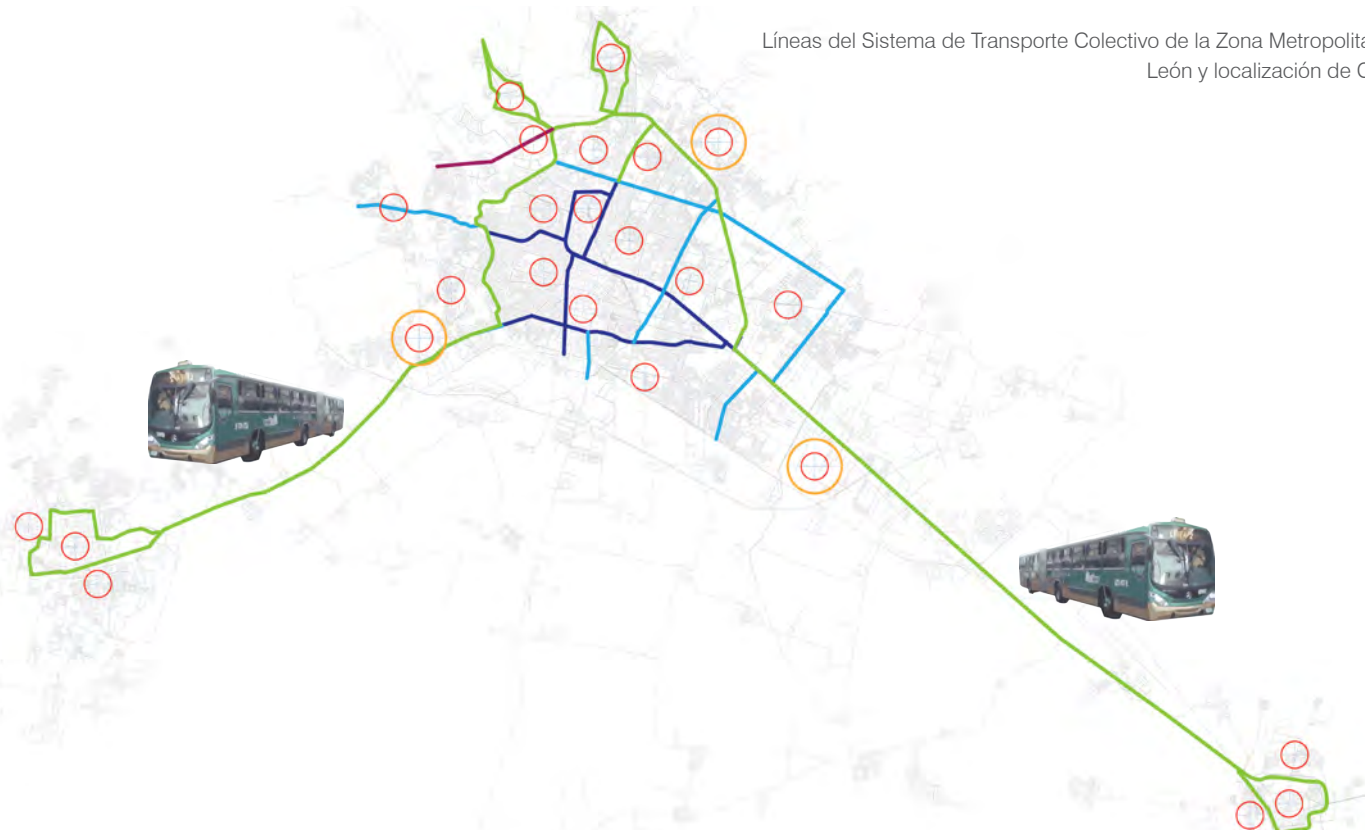 Líneas del Sistema de Transporte Colectivo de la Zona Metropolita
León y localización de C